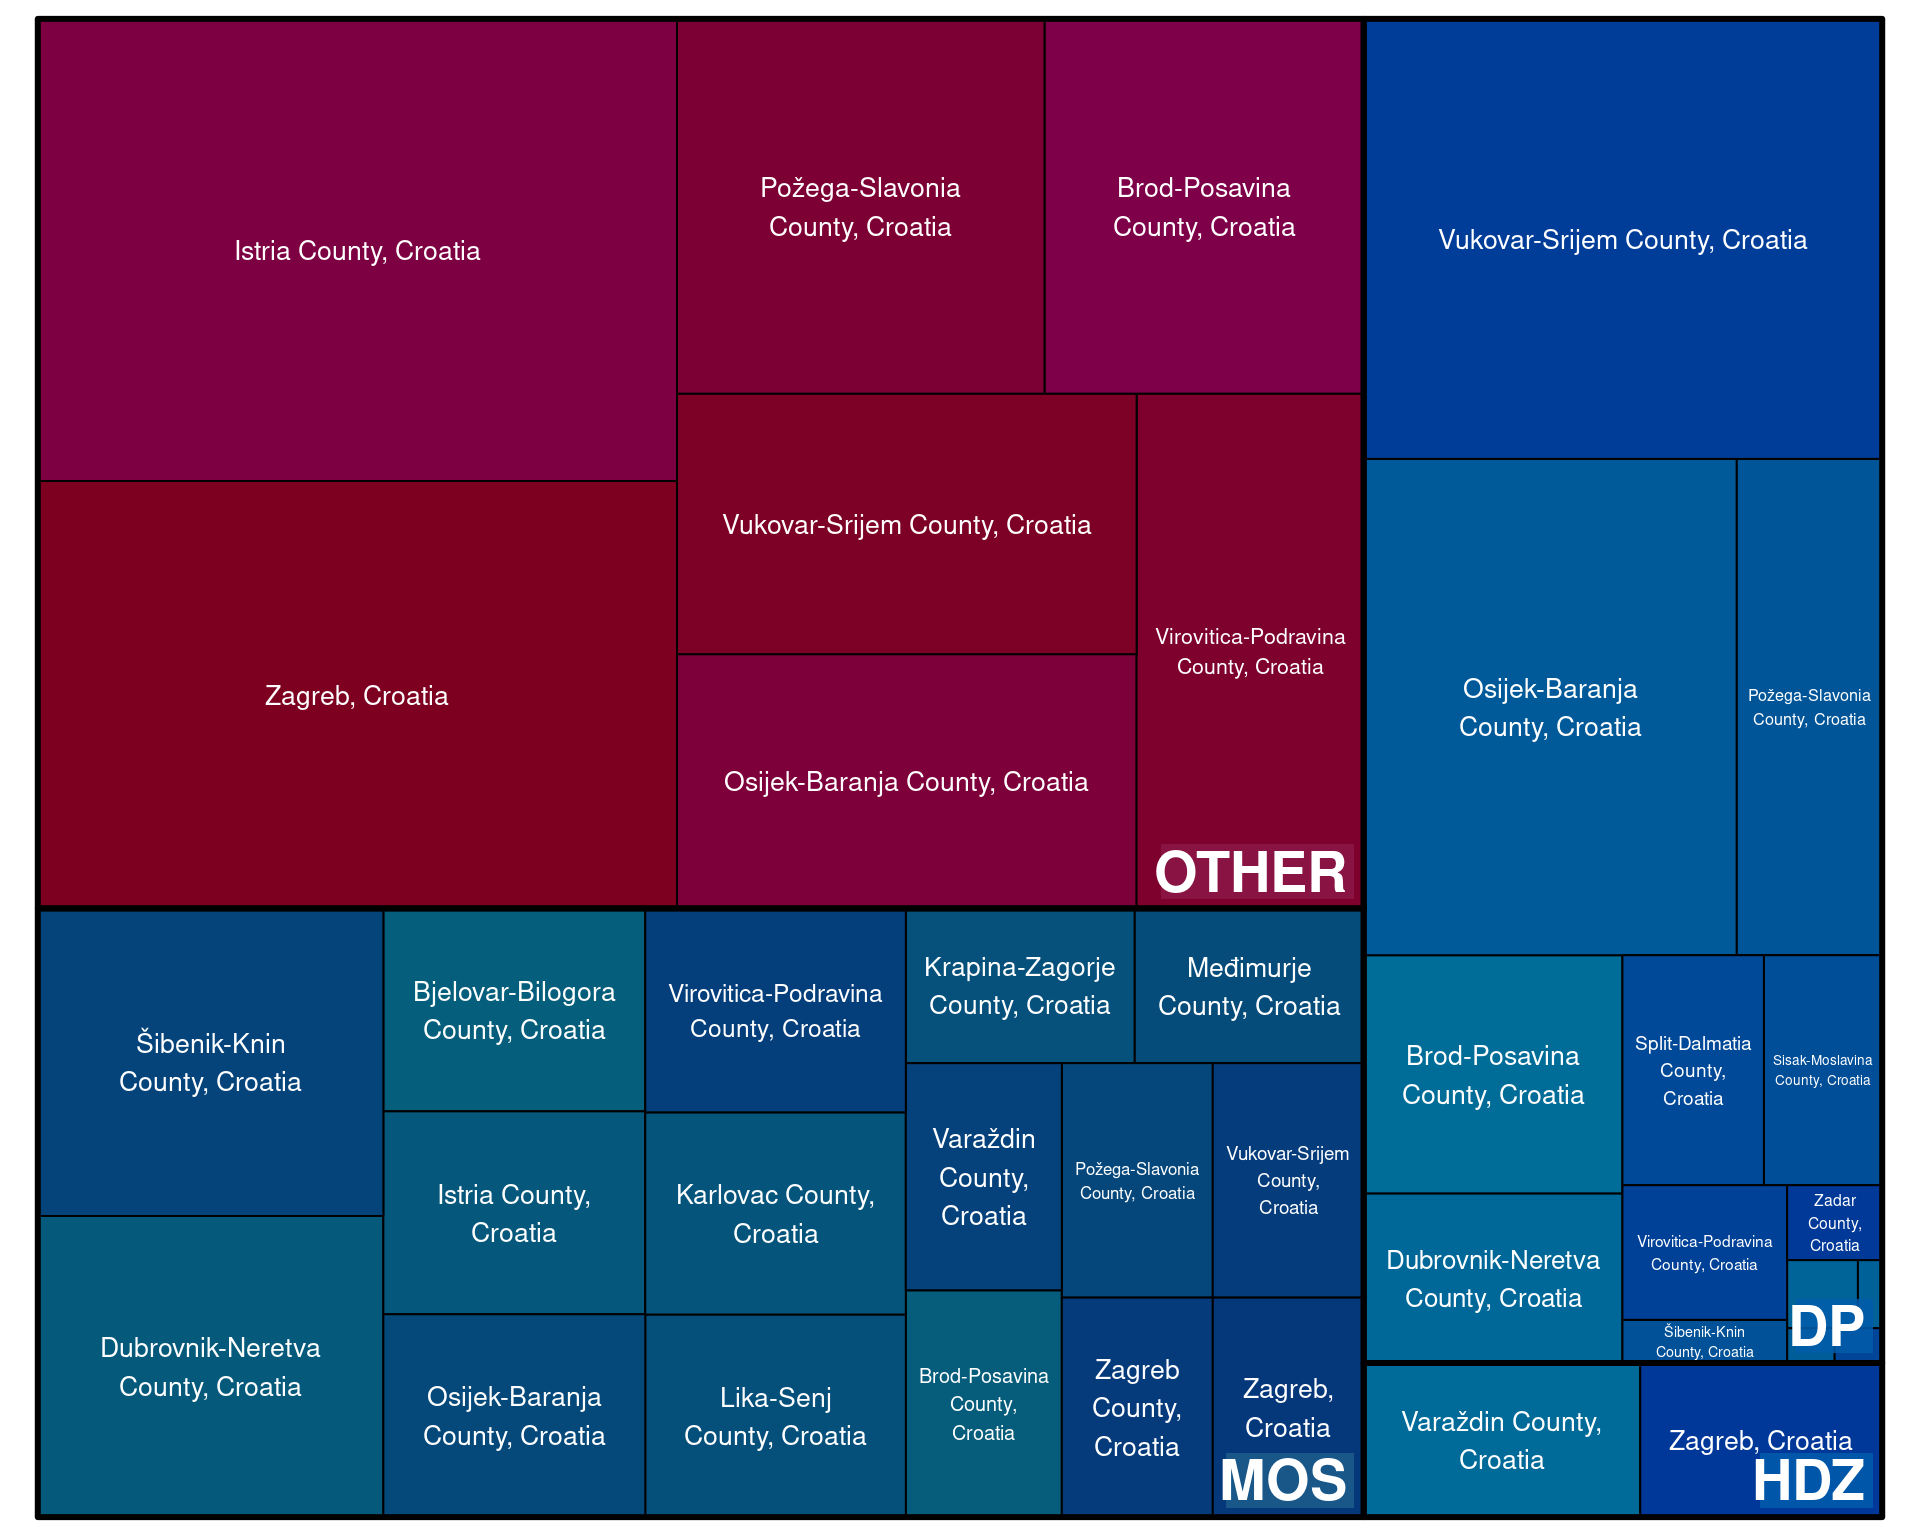 Istria County, Croatia
Zagreb, Croatia
Požega-Slavonia
County, Croatia
Brod-Posavina
County, Croatia
Vukovar-Srijem County, Croatia
Osijek-Baranja County, Croatia
Virovitica-Podravina
County, Croatia
OTHER
Šibenik-Knin
County, Croatia
Dubrovnik-Neretva
County, Croatia
Bjelovar-Bilogora
County, Croatia
Istria County,
Croatia
Osijek-Baranja
County, Croatia
Virovitica-Podravina
County, Croatia
Karlovac County,
Croatia
Lika-Senj
County, Croatia
Krapina-Zagorje
County, Croatia
Međimurje
County, Croatia
Varaždin
County,
Croatia
Brod-Posavina
County,
Croatia
Požega-Slavonia
County, Croatia
Vukovar-Srijem
County,
Croatia
Zagreb
County,
Croatia
Zagreb,
Croatia
MOS
Vukovar-Srijem County, Croatia
Osijek-Baranja
County, Croatia
Požega-Slavonia
County, Croatia
Brod-Posavina
County, Croatia
Dubrovnik-Neretva
County, Croatia
Split-Dalmatia
County,
Croatia
Sisak-Moslavina
County, Croatia
Virovitica-Podravina
County, Croatia
Zadar
County,
Croatia
Šibenik-Knin
County, Croatia
DP
Varaždin County,
Croatia
Zagreb, Croatia
HDZ